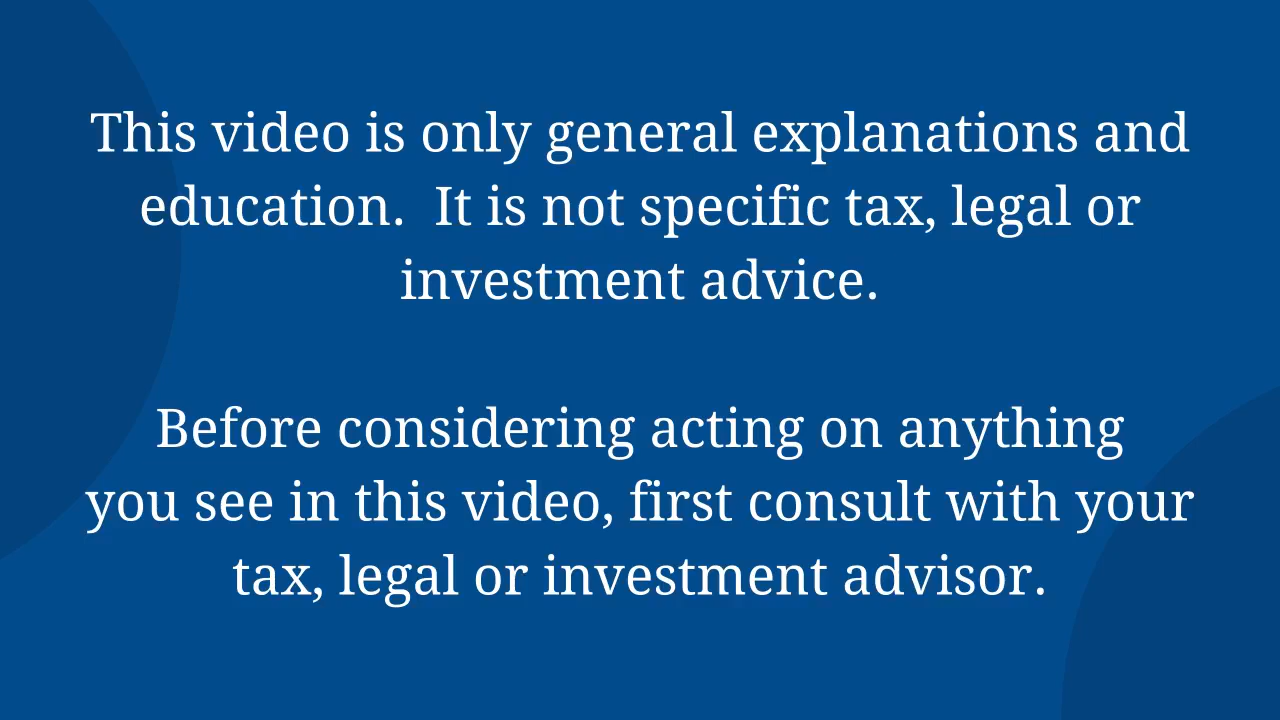 This video is only general explanations and
education.  It is not specific tax, legal or
investment advice.
Before considering acting on anything
you see in this video, first consult with your
tax, legal or investment advisor.